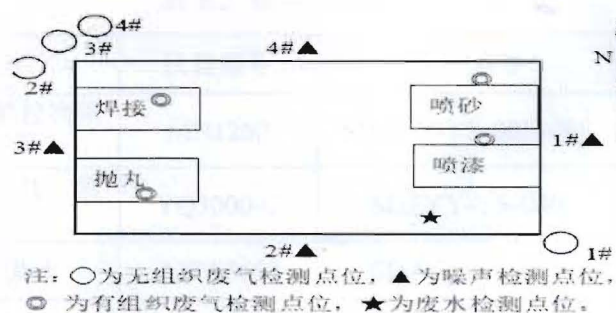 4#
3#
4#▲
N
2#
焊接
喷砂
3#▲
1#▲
喷漆
抛丸
★
2#▲
1#
注：○为无组织废气检测点位，▲为噪声检测点位，
◎为有组织废气检测点位，★为废水检测点位。